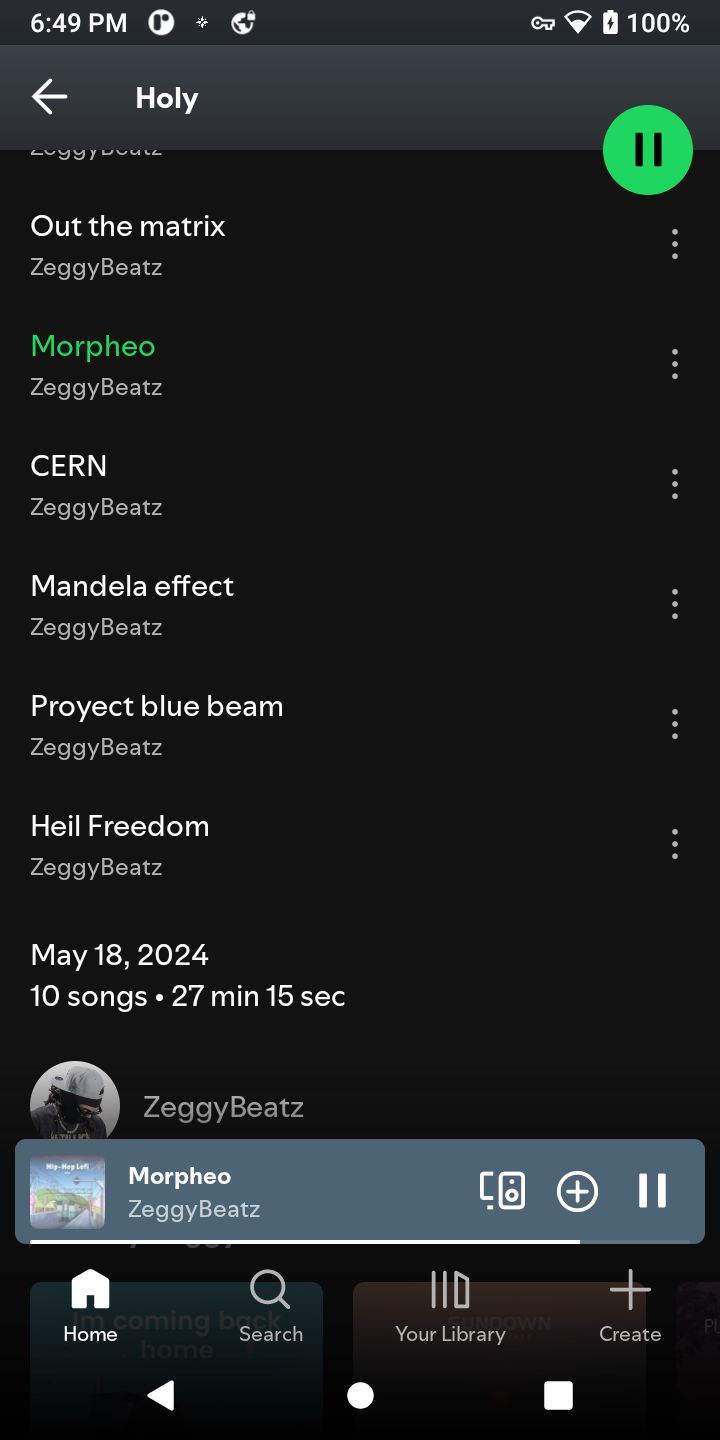 6:49 PM
100%
Holy
ZeggyBeatz
Out the matrix
ZeggyBeatz
Morpheo
ZeggyBeatz
CERN
ZeggyBeatz
Mandela effect
ZeggyBeatz
Proyect blue beam
ZeggyBeatz
Heil Freedom
ZeggyBeatz
May 18, 2024
10 songs • 27 min 15 sec
ZeggyBeatz
Hip-Hop Lofi
Morpheo
ZeggyBeatz
Im coming back
home
SUNDOWN
Home
Search
Your Library
Create